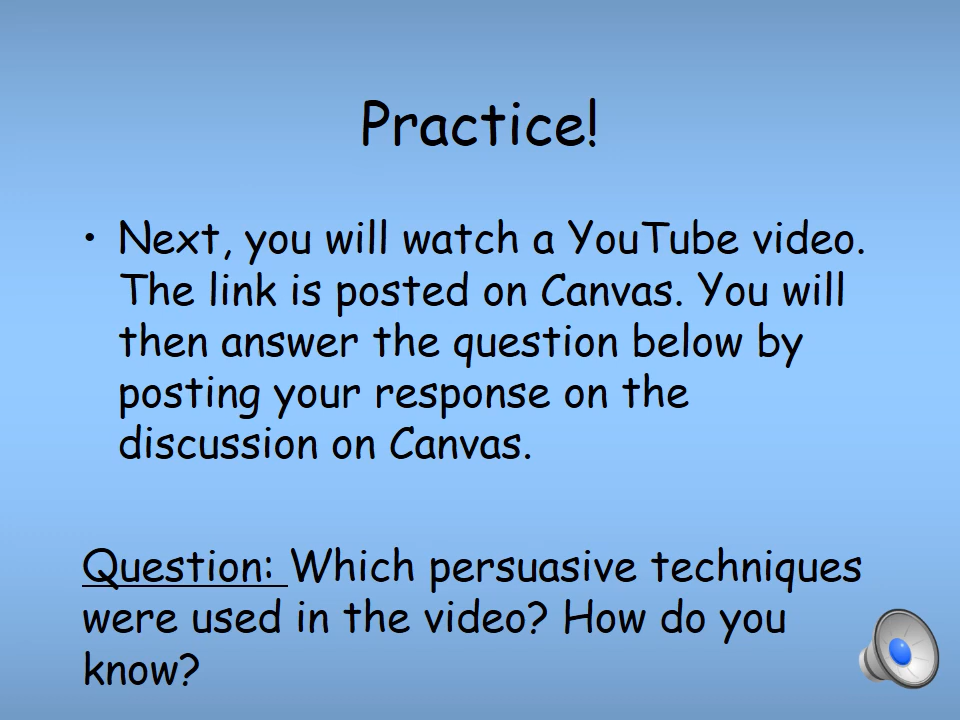 Practice!
• Next, you will watch a YouTube video.
The link is posted on Canvas. You will
then answer the question below by
posting your response on the
discussion on Canvas.
Question: Which persuasive techniques
were used in the video? How do you
know?